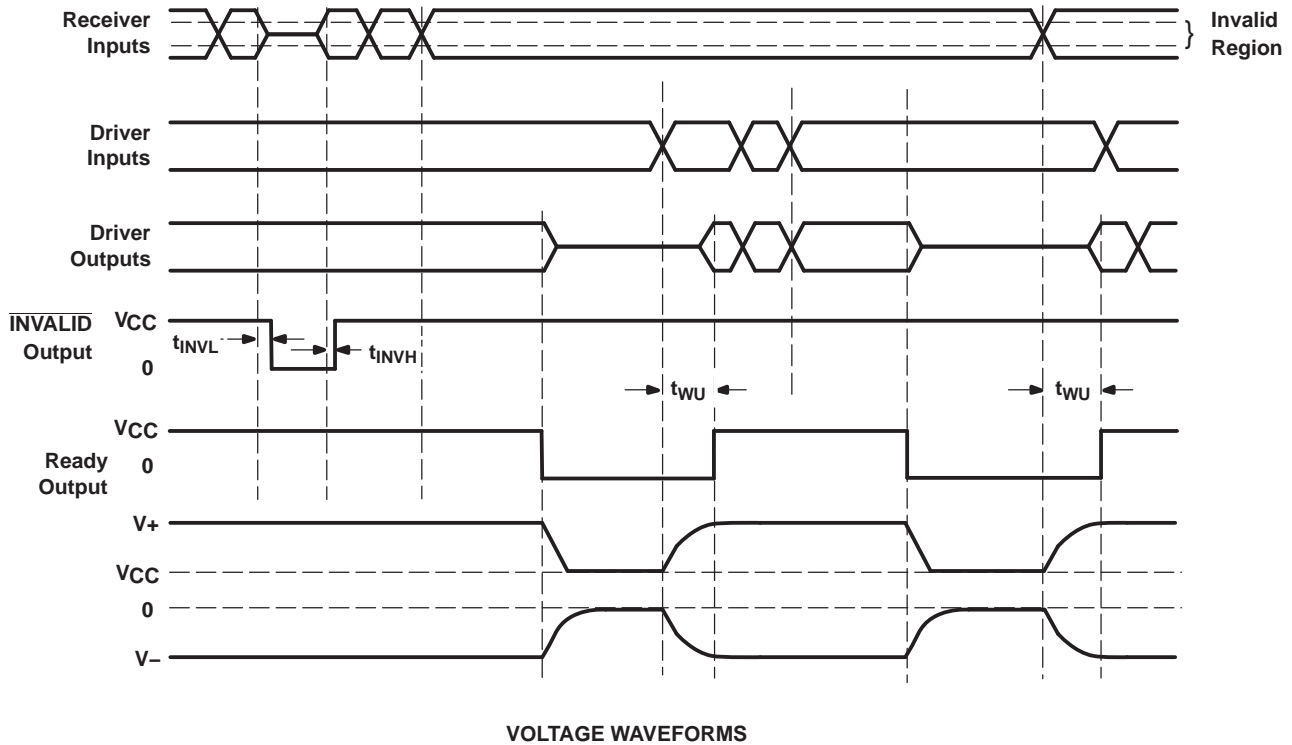 Receiver
Inputs
}
Invalid
Region
Driver
Inputs
Driver
Outputs
INVALID
Output
VCC
0
tINVL
tINVH
tWU
tWU
Ready
Output
VCC
0
V+
VCC
0
V–
VOLTAGE WAVEFORMS